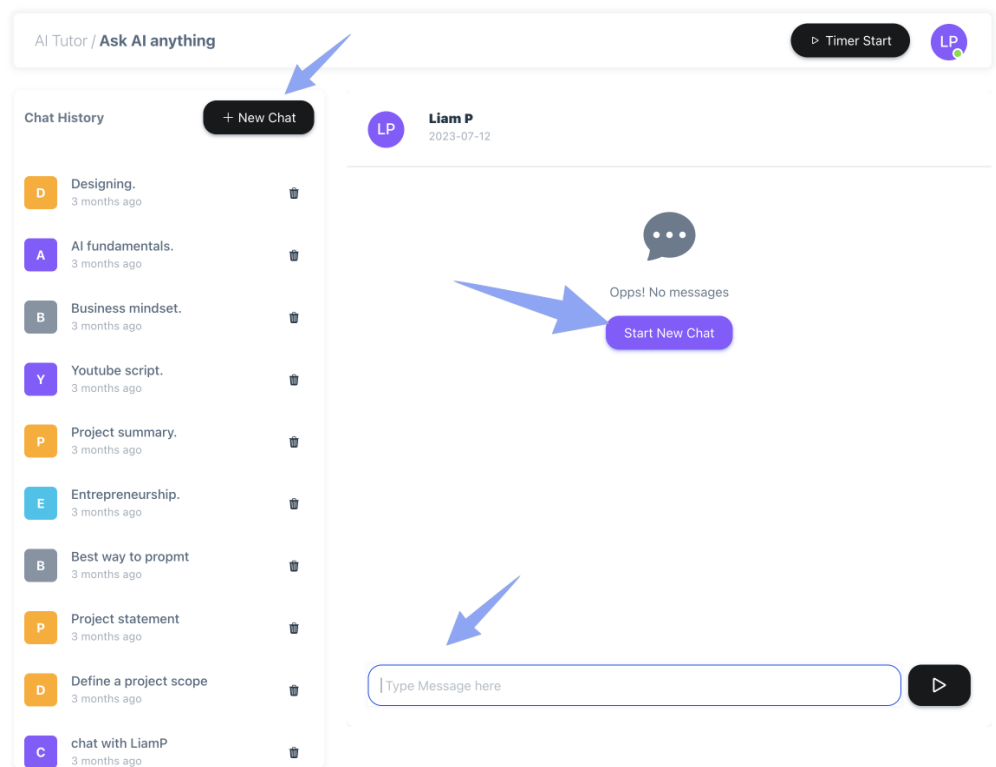 AI Tutor / Ask AI anything
Timer Start
LP
Chat History
+ New Chat
D
Designing.
3 months ago
A
AI fundamentals.
3 months ago
B
Business mindset.
3 months ago
Y
Youtube script.
3 months ago
P
Project summary.
3 months ago
E
Entrepreneurship.
3 months ago
B
Best way to propmt
3 months ago
P
Project statement
3 months ago
D
Define a project scope
3 months ago
C
chat with LiamP
3 months ago
LP
Liam P
2023-07-12
Opps! No messages
Start New Chat
Type Message here